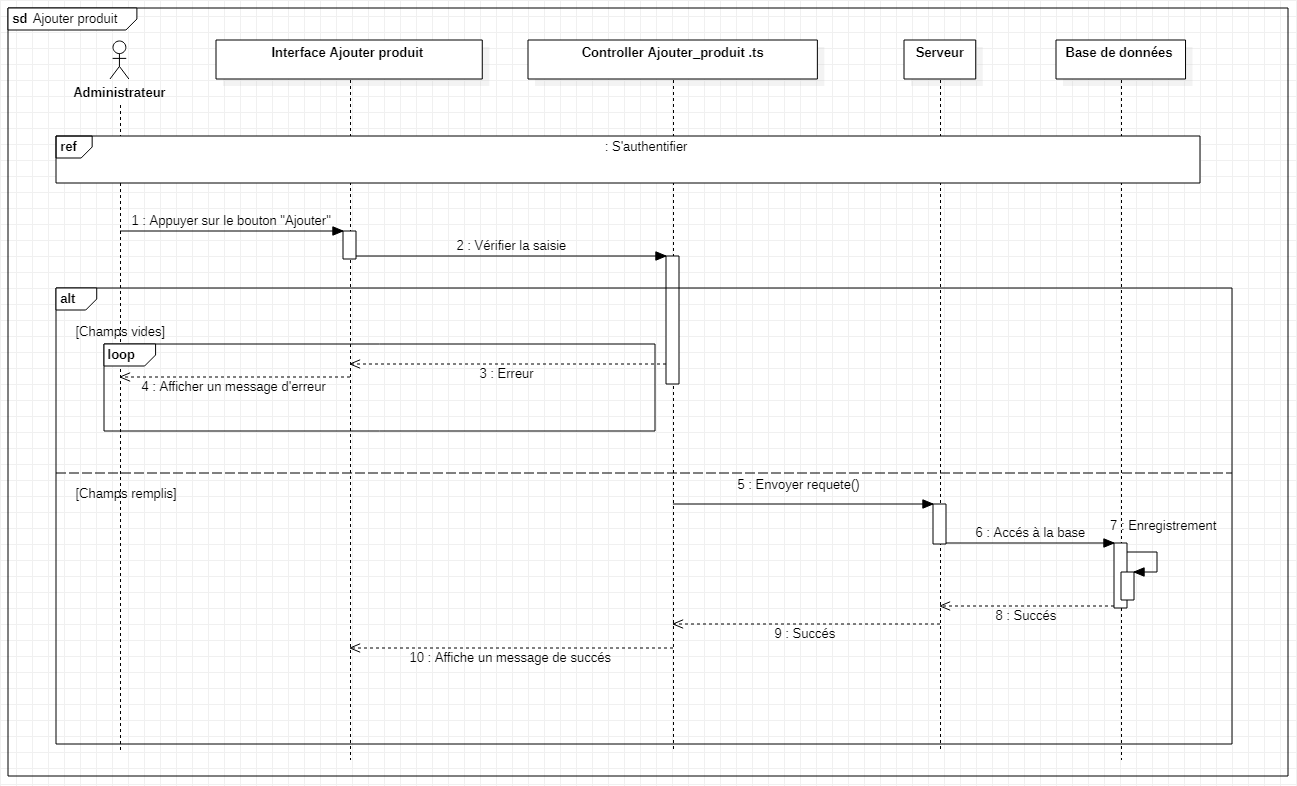 sd Ajouter produit
Interface Ajouter produit
Controller Ajouter_produit .ts
Serveur
Base de données
Administrateur
ref
: S'authentifier
1 : Appuyer sur le bouton "Ajouter"
2 : Vérifier la saisie
alt
[Champs vides]
loop
3 : Erreur
4 : Afficher un message d'erreur
[Champs remplis]
5 : Envoyer requete()
6 : Accés à la base
7 : Enregistrement
8 : Succés
9 : Succés
10 : Affiche un message de succés